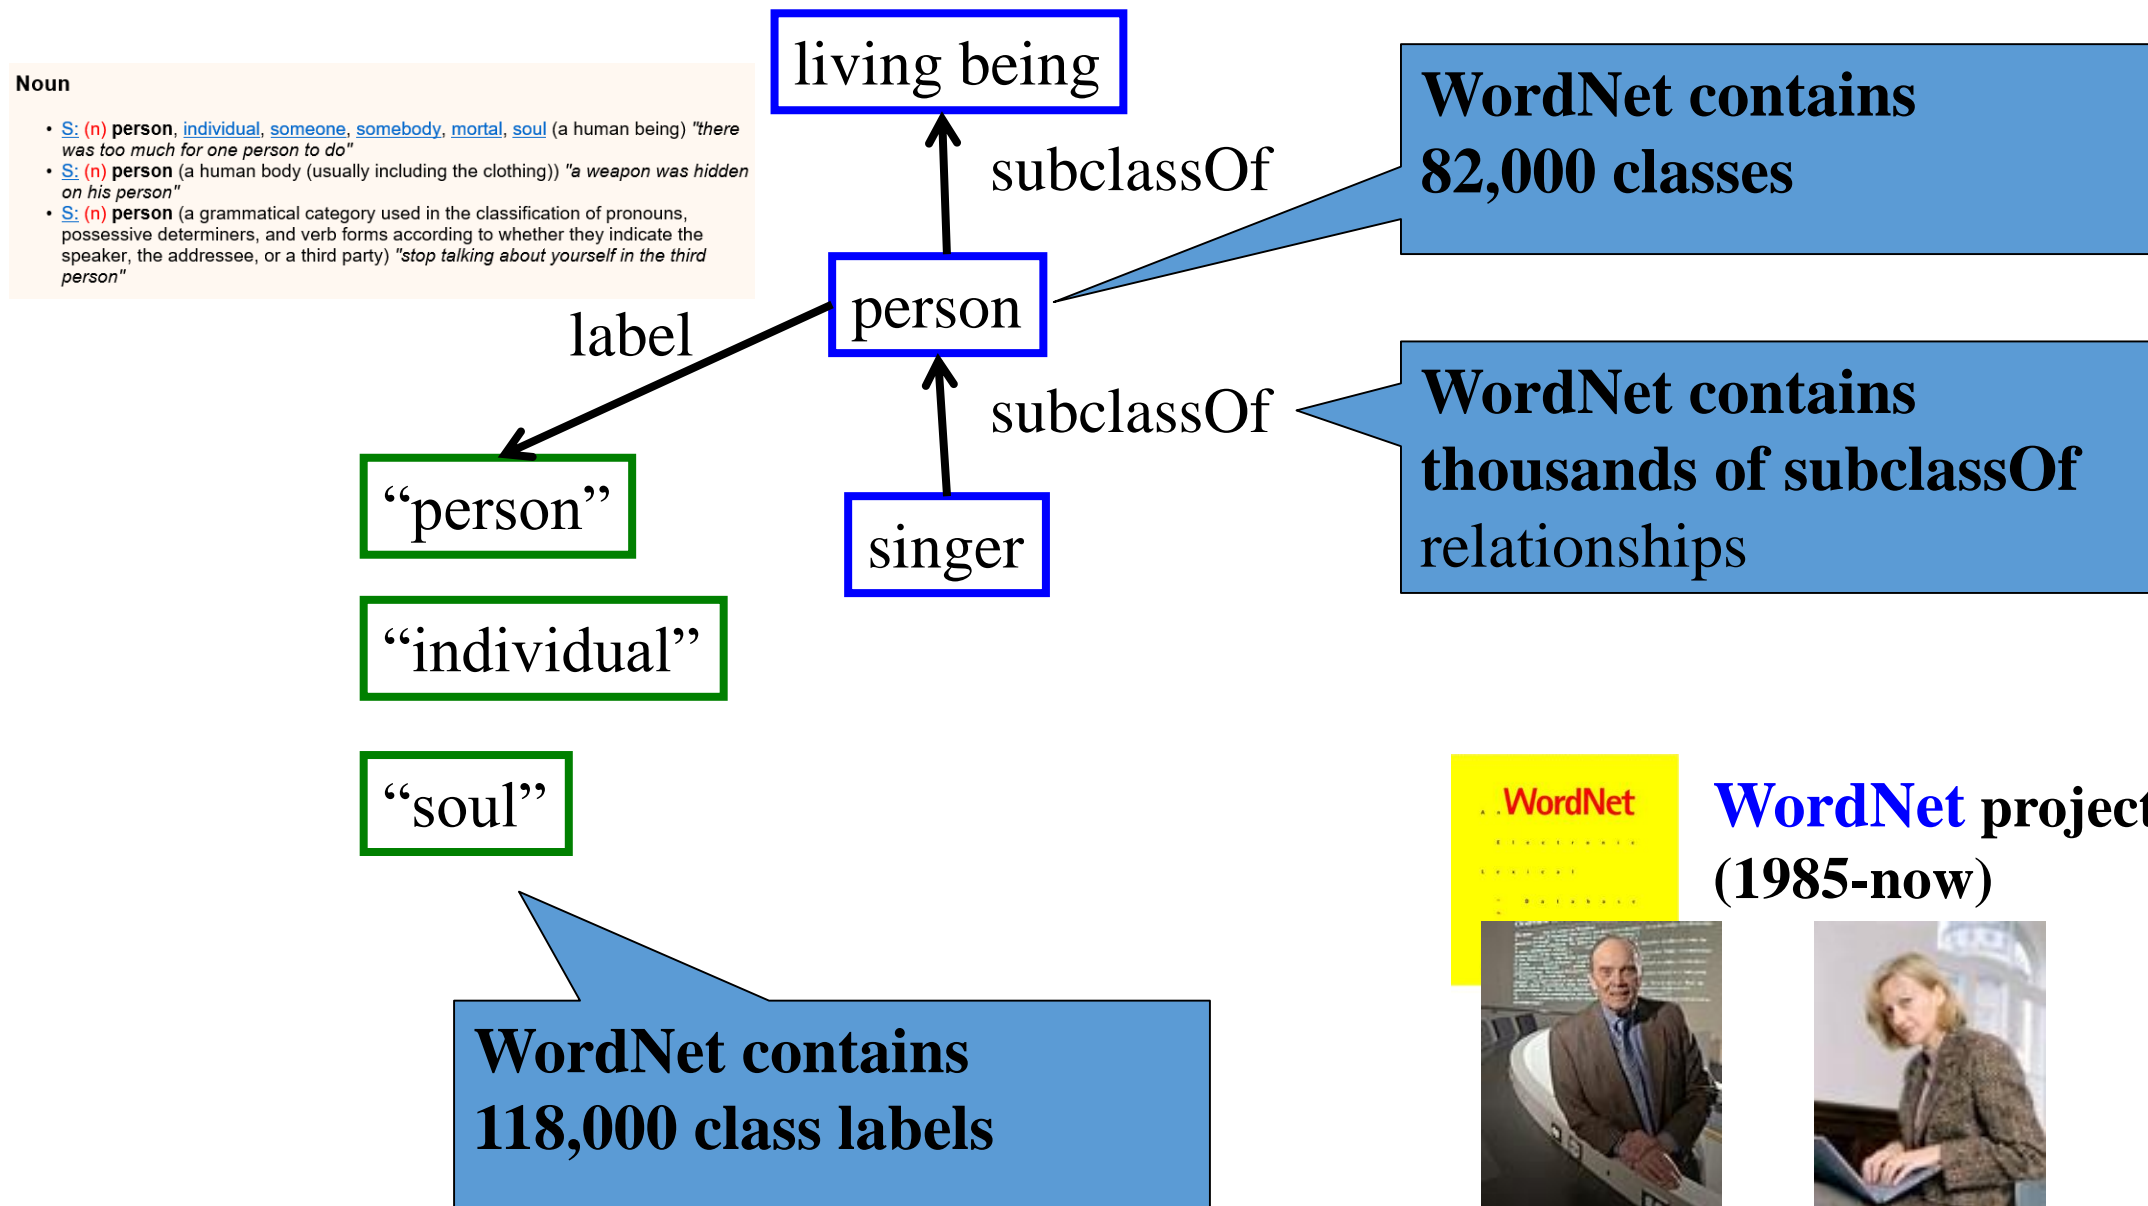 living being
Noun
S: (n) person, individual, someone, somebody, mortal, soul (a human being) "there
was too much for one person to do"
S: (n) person (a human body (usually including the clothing)) "a weapon was hidden
on his person"
S: (n) person (a grammatical category used in the classification of pronouns,
possessive determiners, and verb forms according to whether they indicate the
speaker, the addressee, or a third party) "stop talking about yourself in the third
person"
subclassOf
WordNet contains
82,000 classes
person
label
subclassOf
WordNet contains
thousands of subclassOf
relationships
“person”
singer
“individual”
“soul”
WordNet contains
118,000 class labels
WordNet
WordNet project
(1985-now)